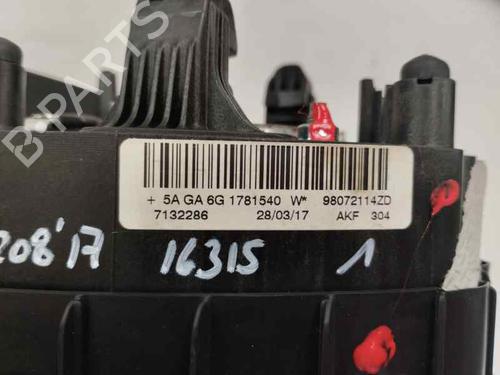 B-PARTS
+ 5A GA 6G 1781540 W* 98072114ZD
7132286 28/03/17 AKF 304
208'17 16315 1